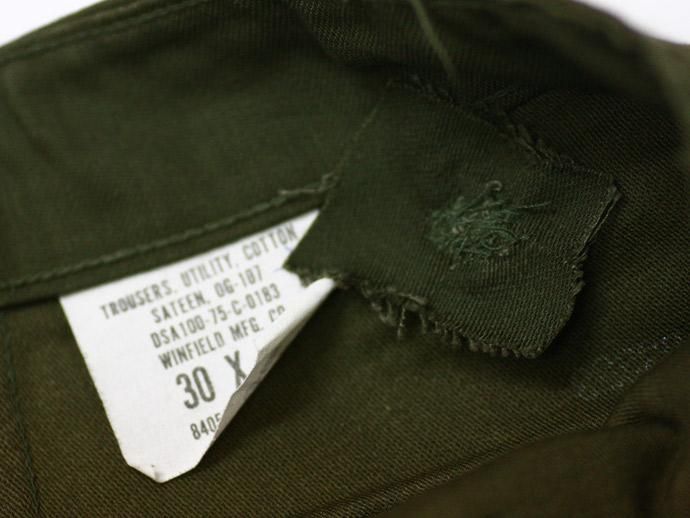 TROUSERS, UTILITY, COTTON
SATEEN, OG-107
DSA100-75-C-0183
WINFIELD MFG. CO
30 X
8405